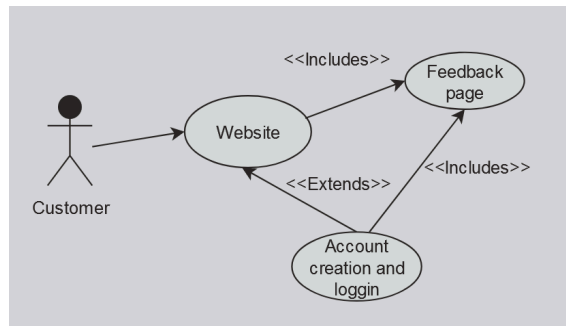 <<Includes>>
Feedback
page
Website
<<Includes>>
<<Extends>>
Customer
Account
creation and
loggin